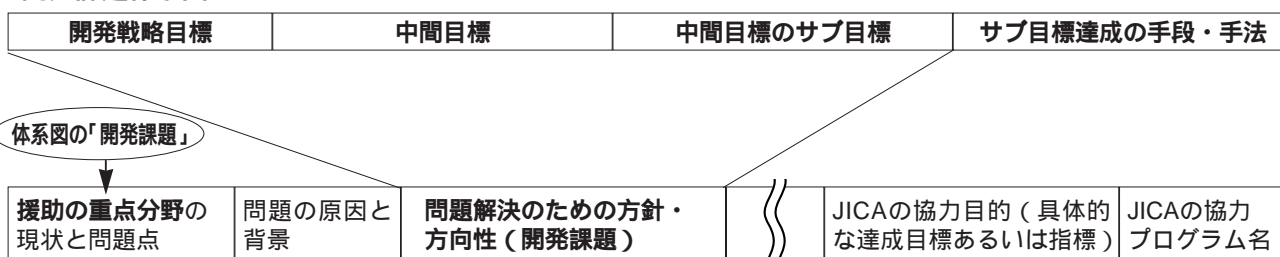 開発戦略目標 中間目標 中間目標のサブ目標 サブ目標達成の手段・手法
体系図の「開発課題」
援助の重点分野の 問題の原因と 問題解決のための方針・ JICAの協力目的(具体的 JICAの協力
現状と問題点 背景 方向性(開発課題) な達成目標あるいは指標) プログラム名